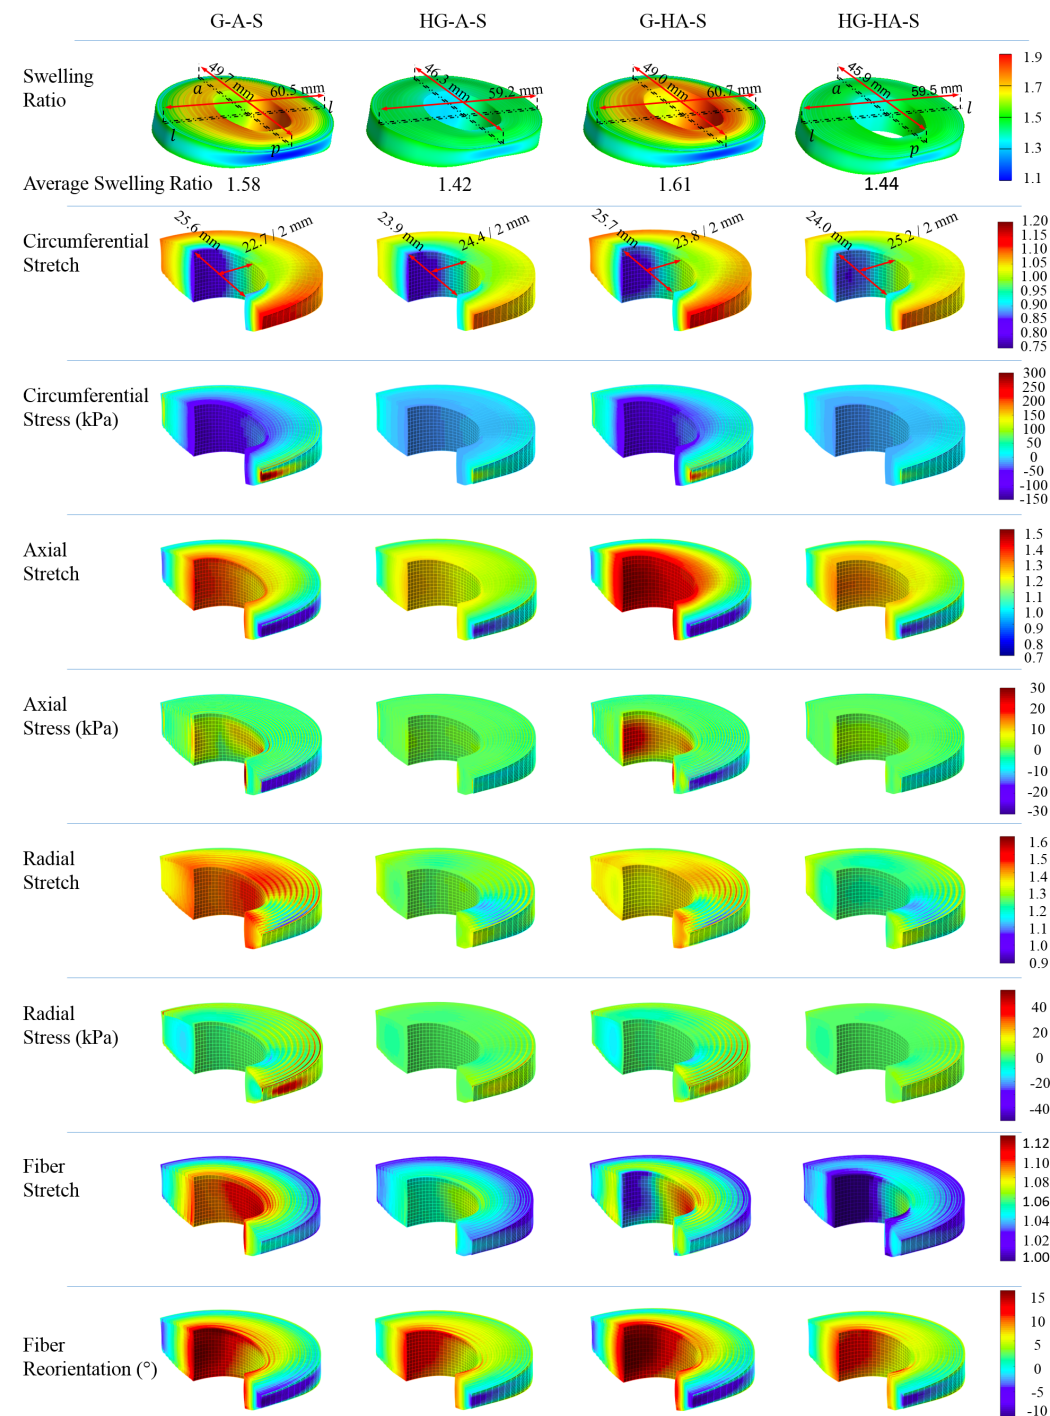 G-A-S HG-A-S G-HA-S HG-HA-S
Swelling
Ratio
49.7 mm 60.5 mm a l l p
46.3 mm 59.2 mm
49.0 mm 60.7 mm
45.9 mm 59.5 mm a l l p
1.9
1.7
1.5
1.3
1.1
Average Swelling Ratio 1.58 1.42 1.61 1.44
Circumferential
Stretch
25.6 mm 22.7 / 2 mm
23.9 mm 24.4 / 2 mm
25.7 mm 23.8 / 2 mm
24.0 mm 25.2 / 2 mm
1.20
1.15
1.10
1.05
1.00
0.95
0.90
0.85
0.80
0.75
Circumferential
Stress (kPa)
300
250
200
150
100
50
0
-50
-100
-150
Axial
Stretch
1.5
1.4
1.3
1.2
1.1
1.0
0.9
0.8
0.7
Axial
Stress (kPa)
30
20
10
0
-10
-20
-30
Radial
Stretch
1.6
1.5
1.4
1.3
1.2
1.1
1.0
0.9
Radial
Stress (kPa)
40
20
0
-20
-40
Fiber
Stretch
1.12
1.10
1.08
1.06
1.04
1.02
1.00
Fiber
Reorientation (°)
15
10
5
0
-5
-10